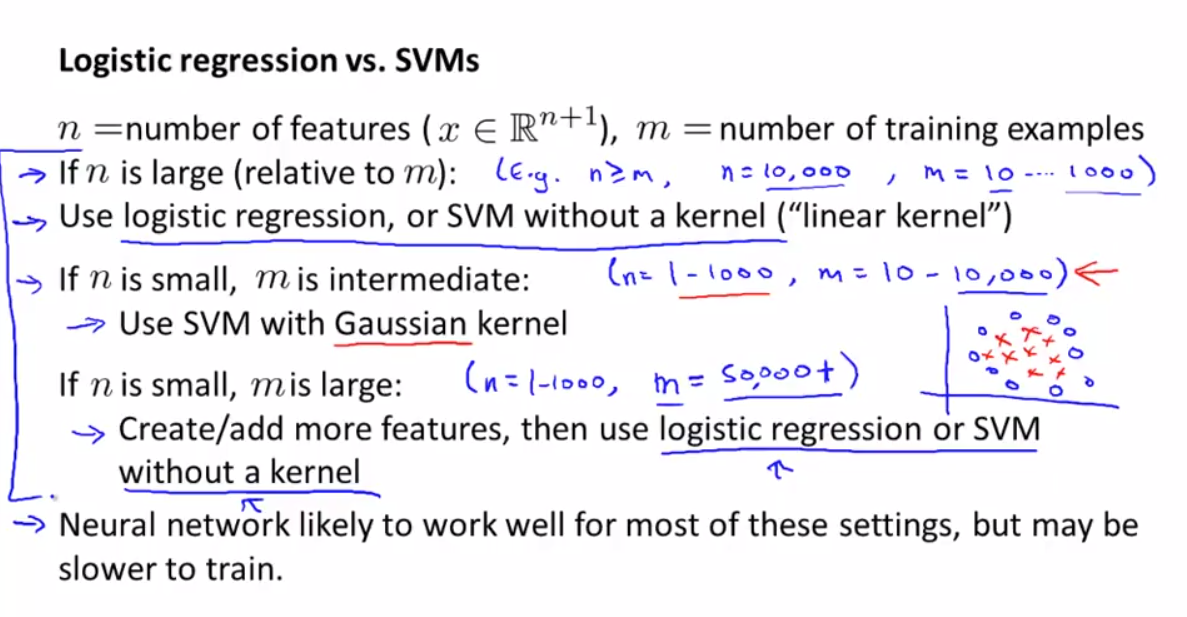 Logistic regression vs. SVMs
n =number of features (x ∈ ℝⁿ⁺¹), m = number of training examples
→ If n is large (relative to m): (E.g. n≥m, n=10,000, m=10....1000)
→ Use logistic regression, or SVM without a kernel (“linear kernel”)
→ If n is small, m is intermediate: (n=1-1000, m=10-10,000) ←
→ Use SVM with Gaussian kernel
If n is small, m is large: (n=1-1000, m=50,000+)
→ Create/add more features, then use logistic regression or SVM
without a kernel
→ Neural network likely to work well for most of these settings, but may be
slower to train.